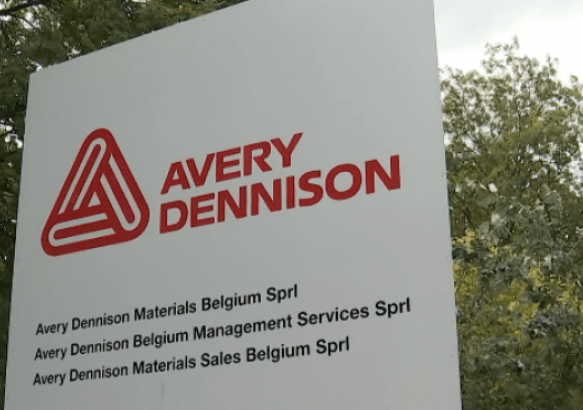 AVERY
DENNISON
Avery Dennison Materials Belgium Sprl
Avery Dennison Belgium Management Services Sprl
Avery Dennison Materials Sales Belgium Sprl